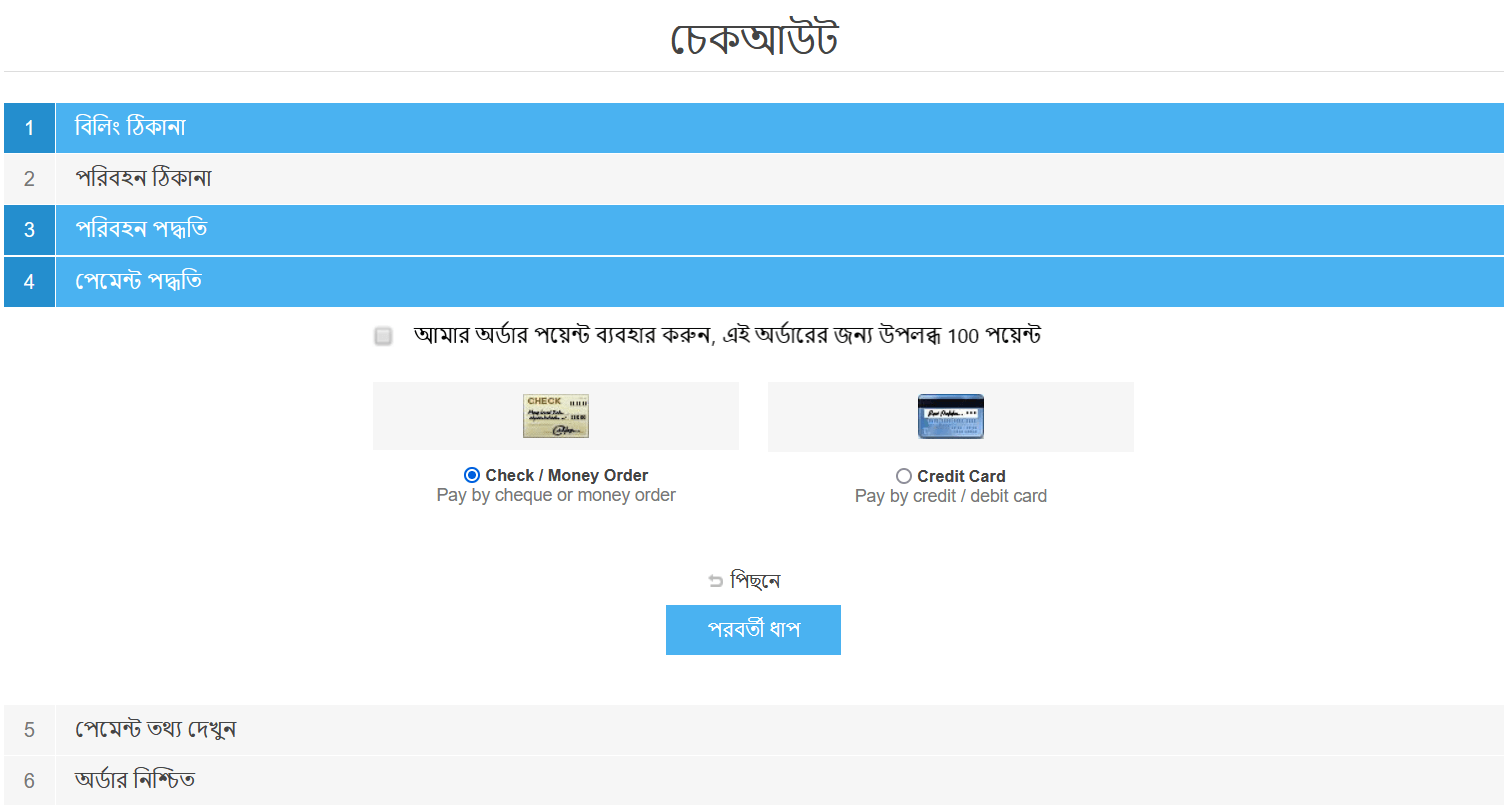 চেকআউট
1 বিলিং ঠিকানা
2 পরিবহন ঠিকানা
3 পরিবহন পদ্ধতি
4 পেমেন্ট পদ্ধতি
আমার অর্ডার পয়েন্ট ব্যবহার করুন, এই অর্ডারের জন্য উপলব্ধ 100 পয়েন্ট
CHECK
Check / Money Order
Pay by cheque or money order
Credit Card
Pay by credit / debit card
পিছনে
পরবর্তী ধাপ
5 পেমেন্ট তথ্য দেখুন
6 অর্ডার নিশ্চিত